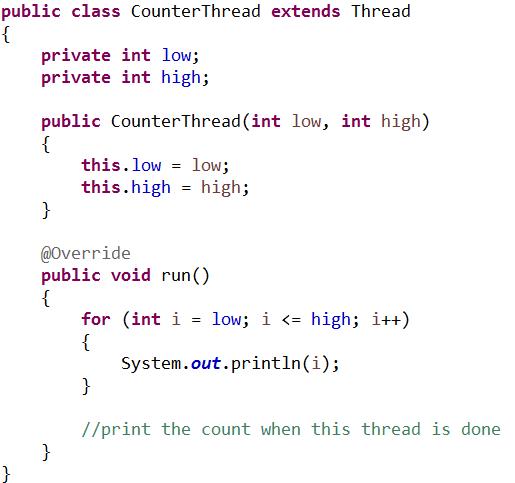 public class CounterThread extends Thread
{
    private int low;
    private int high;

    public CounterThread(int low, int high)
    {
        this.low = low;
        this.high = high;
    }

    @Override
    public void run()
    {
        for (int i = low; i <= high; i++)
        {
            System.out.println(i);
        }

        //print the count when this thread is done
    }
}